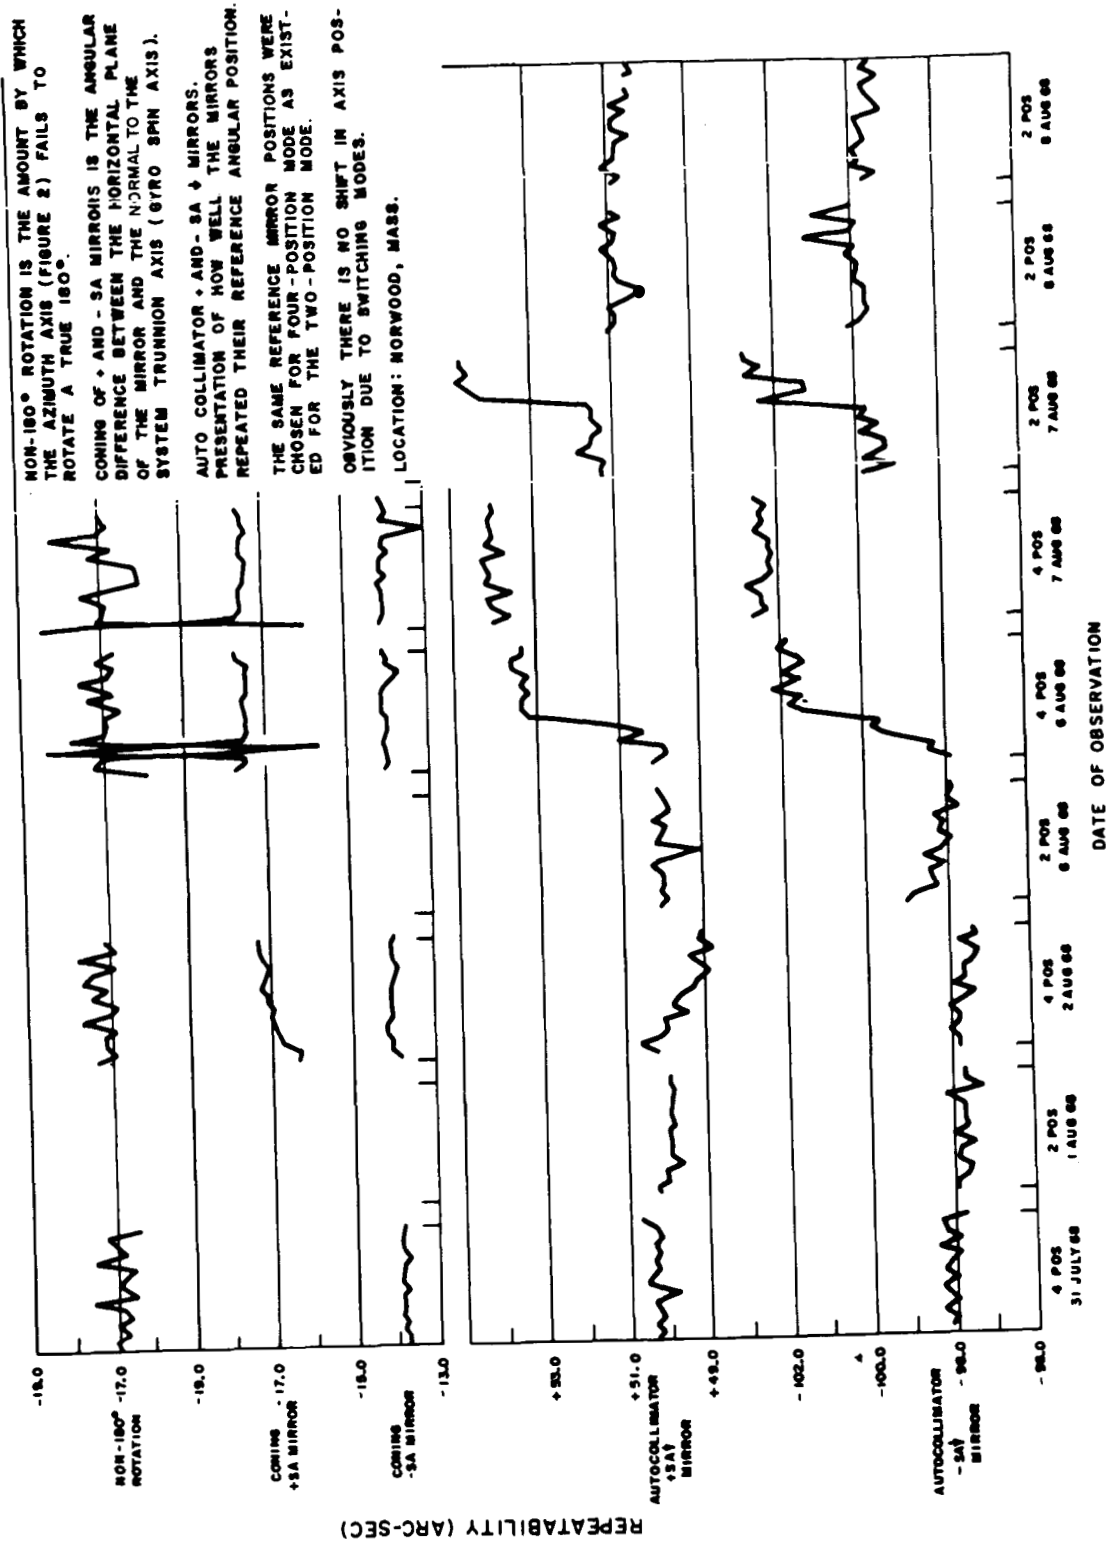 NON-180° ROTATION IS THE AMOUNT BY WHICH
THE AZIMUTH AXIS (FIGURE 2) FAILS TO
ROTATE A TRUE 180°.
CONING OF + AND - SA MIRRORS IS THE ANGULAR
DIFFERENCE BETWEEN THE HORIZONTAL PLANE
OF THE MIRROR AND THE NORMAL TO THE
SYSTEM TRUNNION AXIS (GYRO SPIN AXIS).
AUTO COLLIMATOR + AND - SA ϕ MIRRORS.
PRESENTATION OF HOW WELL THE MIRRORS
REPEATED THEIR REFERENCE ANGULAR POSITION.
THE SAME REFERENCE MIRROR POSITIONS WERE
CHOSEN FOR FOUR-POSITION MODE AS EXIST-
ED FOR THE TWO-POSITION MODE.
OBVIOUSLY THERE IS NO SHIFT IN AXIS POS-
ITION DUE TO SWITCHING MODES.
LOCATION: NORWOOD, MASS.
REPEATABILITY (ARC-SEC)
NON-180°
ROTATION
-19.0
-17.0
CONING
+SA MIRROR
-19.0
-17.0
CONING
-SA MIRROR
-15.0
-13.0
AUTOCOLLIMATOR
+SAϕ
MIRROR
+53.0
+51.0
+49.0
AUTOCOLLIMATOR
-SAϕ
MIRROR
-102.0
-100.0
-98.0
-96.0
4 POS
31 JULY 68
2 POS
1 AUG 68
4 POS
2 AUG 68
2 POS
6 AUG 68
4 POS
6 AUG 68
4 POS
7 AUG 68
2 POS
7 AUG 68
2 POS
8 AUG 68
2 POS
8 AUG 68
DATE OF OBSERVATION